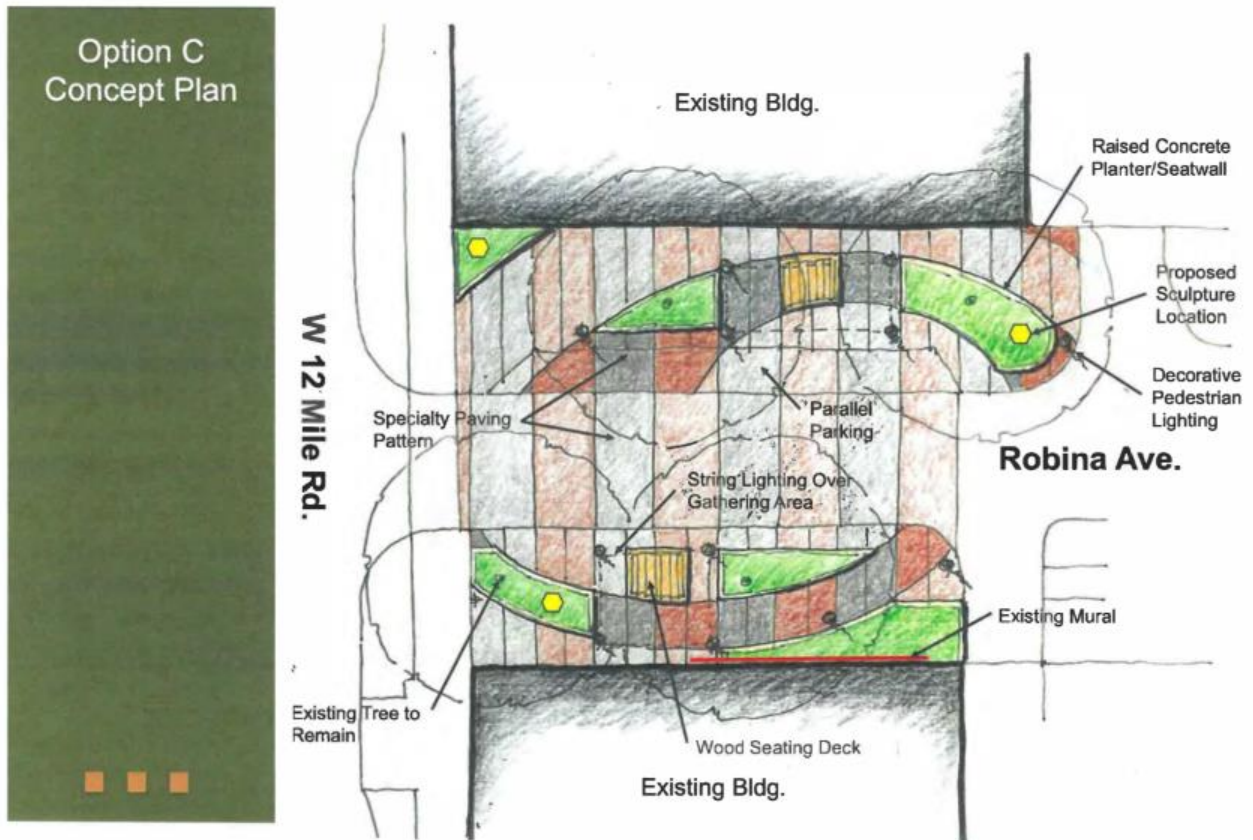 Option C
Concept Plan
Existing Bldg.
Raised Concrete
Planter/Seatwall
Proposed
Sculpture
Location
Decorative
Pedestrian
Lighting
W 12 Mile Rd.
Specialty Paving
Pattern
Parallel
Parking
Robina Ave.
String Lighting Over
Gathering Area
Existing Mural
Existing Tree to
Remain
Wood Seating Deck
Existing Bldg.